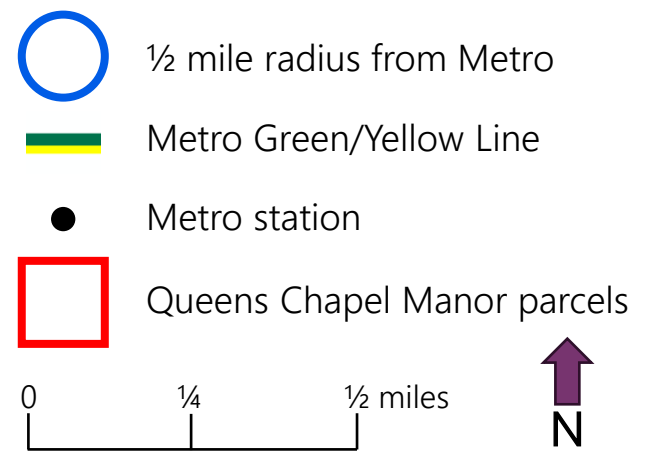 ½ mile radius from Metro
Metro Green/Yellow Line
Metro station
Queens Chapel Manor parcels
0 ¼ ½ miles
N